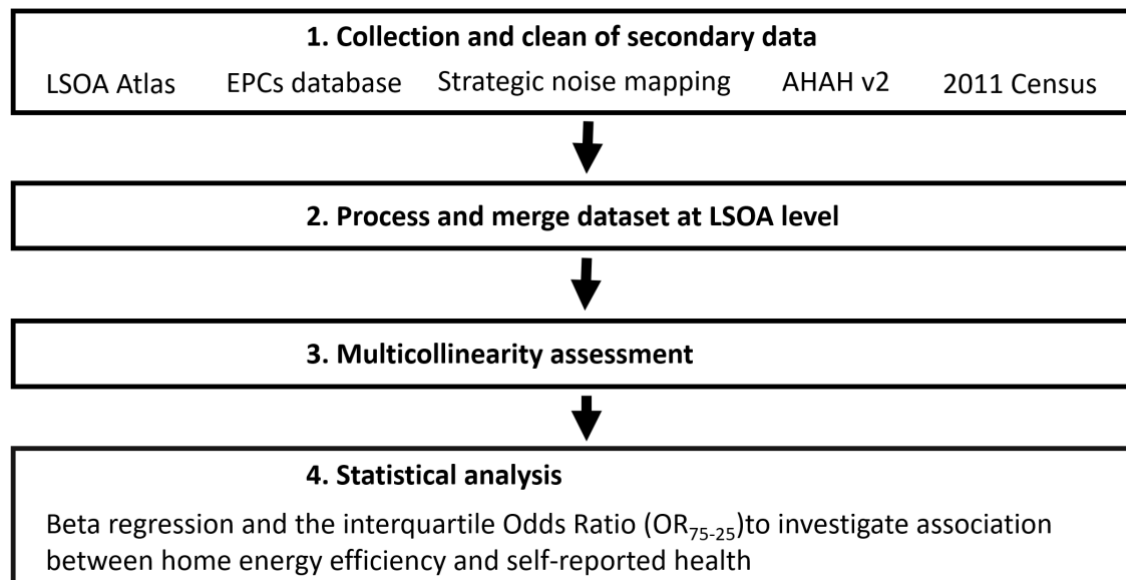 1. Collection and clean of secondary data
LSOA Atlas EPCs database Strategic noise mapping AHAH v2 2011 Census
2. Process and merge dataset at LSOA level
3. Multicollinearity assessment
4. Statistical analysis
Beta regression and the interquartile Odds Ratio (OR75-25)to investigate association
between home energy efficiency and self-reported health